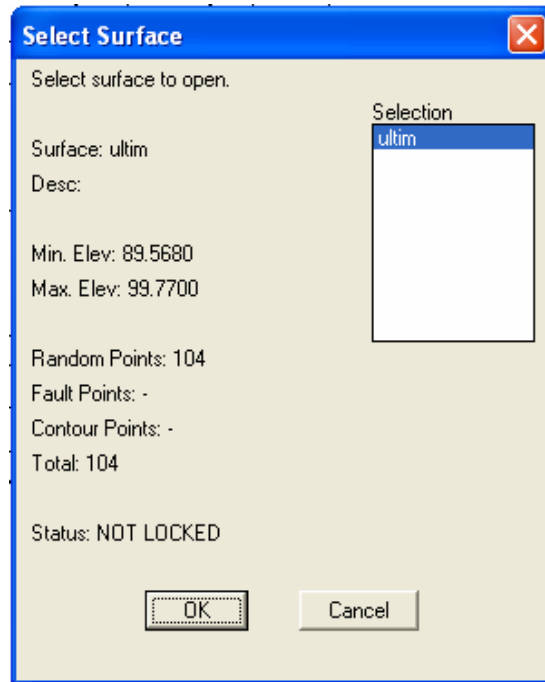 Select Surface
Select surface to open.
Selection
ultim
Surface: ultim
Desc:
Min. Elev: 89.5680
Max. Elev: 99.7700
Random Points: 104
Fault Points: -
Contour Points: -
Total: 104
Status: NOT LOCKED
OK
Cancel